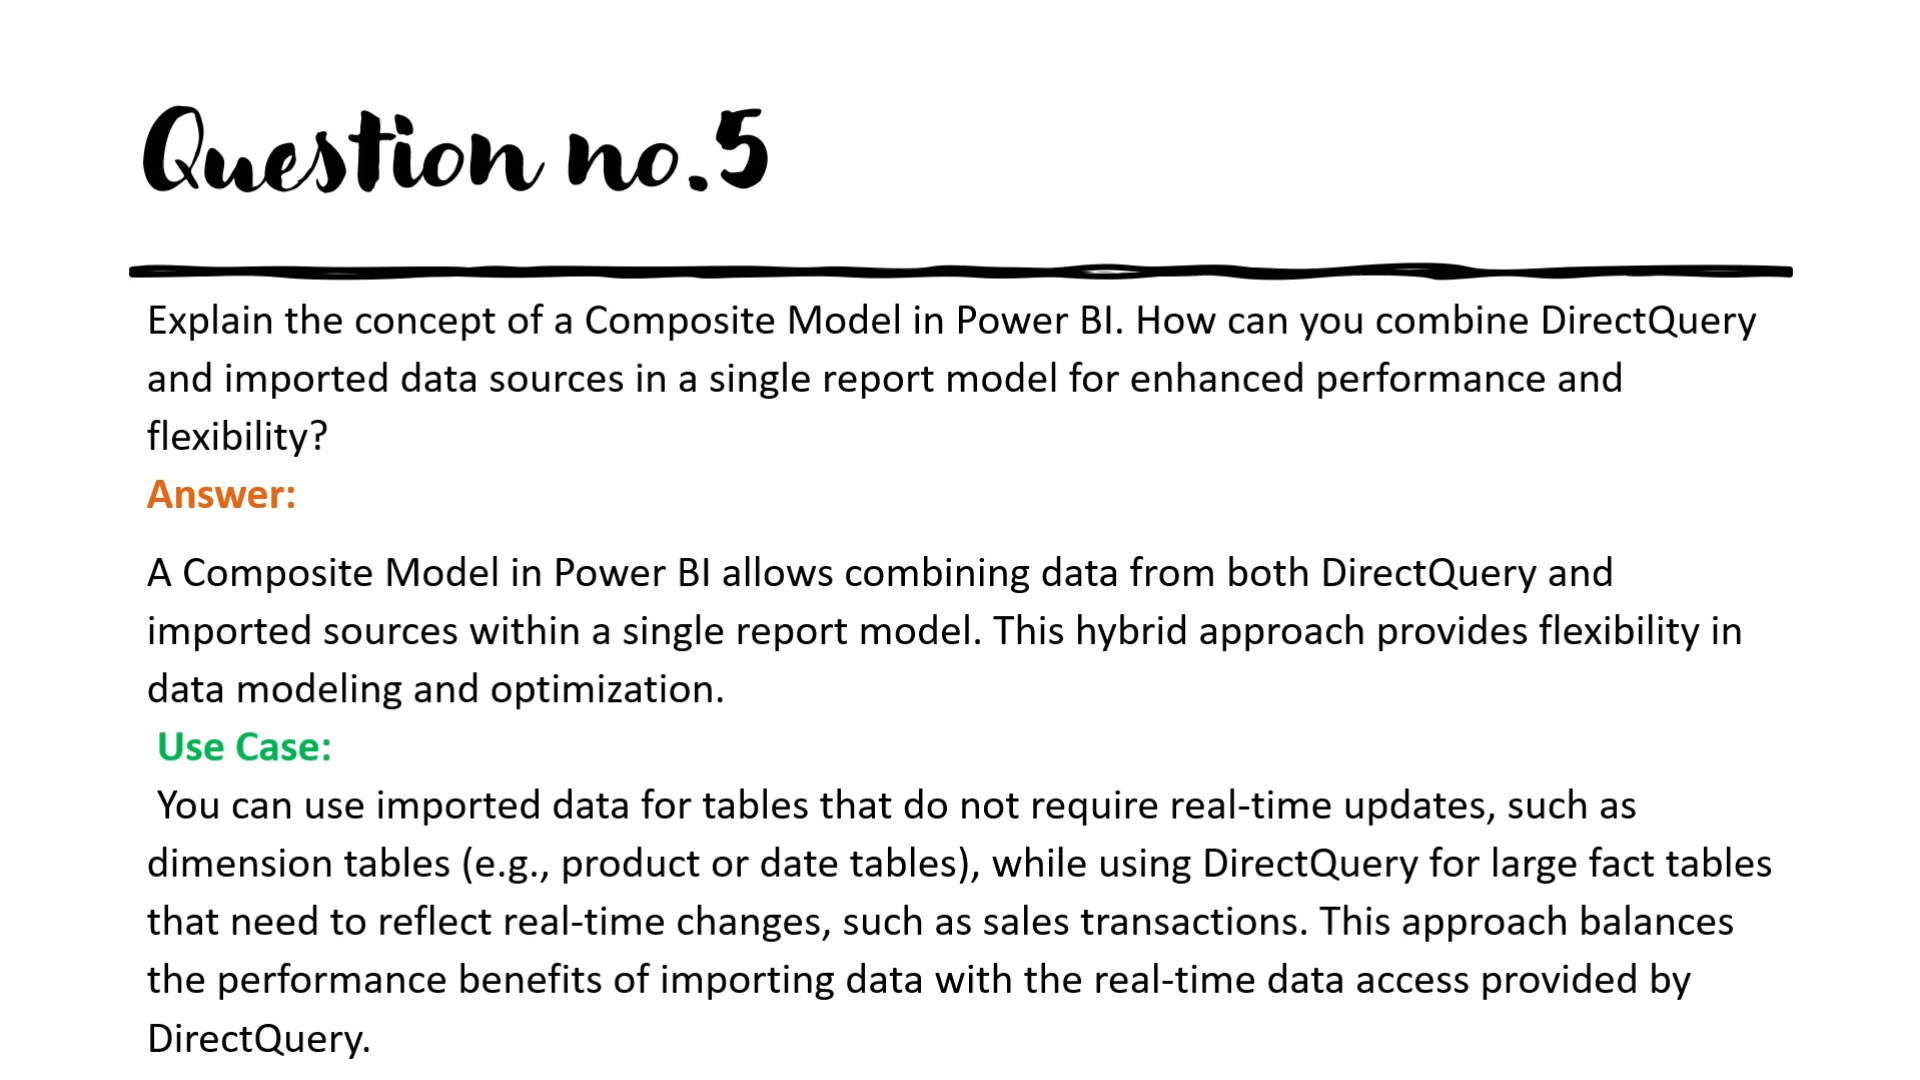 Question no.5
Explain the concept of a Composite Model in Power BI. How can you combine DirectQuery
and imported data sources in a single report model for enhanced performance and
flexibility?
Answer:
A Composite Model in Power BI allows combining data from both DirectQuery and
imported sources within a single report model. This hybrid approach provides flexibility in
data modeling and optimization.
Use Case:
You can use imported data for tables that do not require real-time updates, such as
dimension tables (e.g., product or date tables), while using DirectQuery for large fact tables
that need to reflect real-time changes, such as sales transactions. This approach balances
the performance benefits of importing data with the real-time data access provided by
DirectQuery.